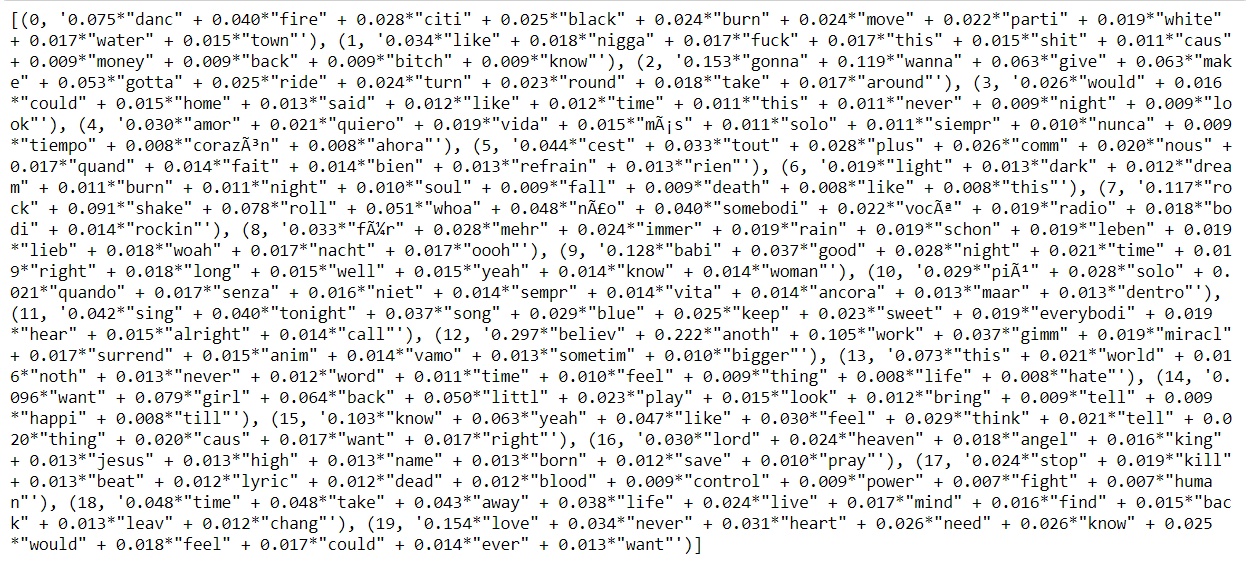 [(0, '0.075*"danc" + 0.040*"fire" + 0.028*"citi" + 0.025*"black" + 0.024*"burn" + 0.024*"move" + 0.022*"parti" + 0.019*"white"
+ 0.017*"water" + 0.015*"town"'), (1, '0.034*"like" + 0.018*"nigga" + 0.017*"fuck" + 0.017*"this" + 0.015*"shit" + 0.011*"caus"
+ 0.009*"money" + 0.009*"back" + 0.009*"bitch" + 0.009*"know"'), (2, '0.153*"gonna" + 0.119*"wanna" + 0.063*"give" + 0.063*"mak
e" + 0.053*"gotta" + 0.025*"ride" + 0.024*"turn" + 0.023*"round" + 0.018*"take" + 0.017*"around"'), (3, '0.026*"would" + 0.016
*"could" + 0.015*"home" + 0.013*"said" + 0.012*"like" + 0.012*"time" + 0.011*"this" + 0.011*"never" + 0.009*"night" + 0.009*"lo
ok"'), (4, '0.030*"amor" + 0.021*"quiero" + 0.019*"vida" + 0.015*"mÃ¡s" + 0.011*"solo" + 0.011*"siempr" + 0.010*"nunca" + 0.009
*"tiempo" + 0.008*"corazÃ³n" + 0.008*"ahora"'), (5, '0.044*"cest" + 0.033*"tout" + 0.028*"plus" + 0.026*"comm" + 0.020*"nous" +
0.017*"quand" + 0.014*"fait" + 0.014*"bien" + 0.013*"refrain" + 0.013*"rien"'), (6, '0.019*"light" + 0.013*"dark" + 0.012*"drea
m" + 0.011*"burn" + 0.011*"night" + 0.010*"soul" + 0.009*"fall" + 0.009*"death" + 0.008*"like" + 0.008*"this"'), (7, '0.117*"ro
ck" + 0.091*"shake" + 0.078*"roll" + 0.051*"whoa" + 0.048*"nÃ£o" + 0.040*"somebodi" + 0.022*"vocÃª" + 0.019*"radio" + 0.018*"bo
di" + 0.014*"rockin"'), (8, '0.033*"fÃ¼r" + 0.028*"mehr" + 0.024*"immer" + 0.019*"rain" + 0.019*"schon" + 0.019*"leben" + 0.019
*"lieb" + 0.018*"woah" + 0.017*"nacht" + 0.017*"oooh"'), (9, '0.128*"babi" + 0.037*"good" + 0.028*"night" + 0.021*"time" + 0.01
9*"right" + 0.018*"long" + 0.015*"well" + 0.015*"yeah" + 0.014*"know" + 0.014*"woman"'), (10, '0.029*"piÃ¹" + 0.028*"solo" + 0.
021*"quando" + 0.017*"senza" + 0.016*"niet" + 0.014*"sempr" + 0.014*"vita" + 0.014*"ancora" + 0.013*"maar" + 0.013*"dentro"'),
(11, '0.042*"sing" + 0.040*"tonight" + 0.037*"song" + 0.029*"blue" + 0.025*"keep" + 0.023*"sweet" + 0.019*"everybodi" + 0.019
*"hear" + 0.015*"alright" + 0.014*"call"'), (12, '0.297*"believ" + 0.222*"anoth" + 0.105*"work" + 0.037*"gimm" + 0.019*"miracl"
+ 0.017*"surrend" + 0.015*"anim" + 0.014*"vamo" + 0.013*"sometim" + 0.010*"bigger"'), (13, '0.073*"this" + 0.021*"world" + 0.01
6*"noth" + 0.013*"never" + 0.012*"word" + 0.011*"time" + 0.010*"feel" + 0.009*"thing" + 0.008*"life" + 0.008*"hate"'), (14, '0.
096*"want" + 0.079*"girl" + 0.064*"back" + 0.050*"littl" + 0.023*"play" + 0.015*"look" + 0.012*"bring" + 0.009*"tell" + 0.009
*"happi" + 0.008*"till"'), (15, '0.103*"know" + 0.063*"yeah" + 0.047*"like" + 0.030*"feel" + 0.029*"think" + 0.021*"tell" + 0.0
20*"thing" + 0.020*"caus" + 0.017*"want" + 0.017*"right"'), (16, '0.030*"lord" + 0.024*"heaven" + 0.018*"angel" + 0.016*"king"
+ 0.013*"jesus" + 0.013*"high" + 0.013*"name" + 0.013*"born" + 0.012*"save" + 0.010*"pray"'), (17, '0.024*"stop" + 0.019*"kill"
+ 0.013*"beat" + 0.012*"lyric" + 0.012*"dead" + 0.012*"blood" + 0.009*"control" + 0.009*"power" + 0.007*"fight" + 0.007*"huma
n"'), (18, '0.048*"time" + 0.048*"take" + 0.043*"away" + 0.038*"life" + 0.024*"live" + 0.017*"mind" + 0.016*"find" + 0.015*"bac
k" + 0.013*"leav" + 0.012*"chang"'), (19, '0.154*"love" + 0.034*"never" + 0.031*"heart" + 0.026*"need" + 0.026*"know" + 0.025
*"would" + 0.018*"feel" + 0.017*"could" + 0.014*"ever" + 0.013*"want"')]